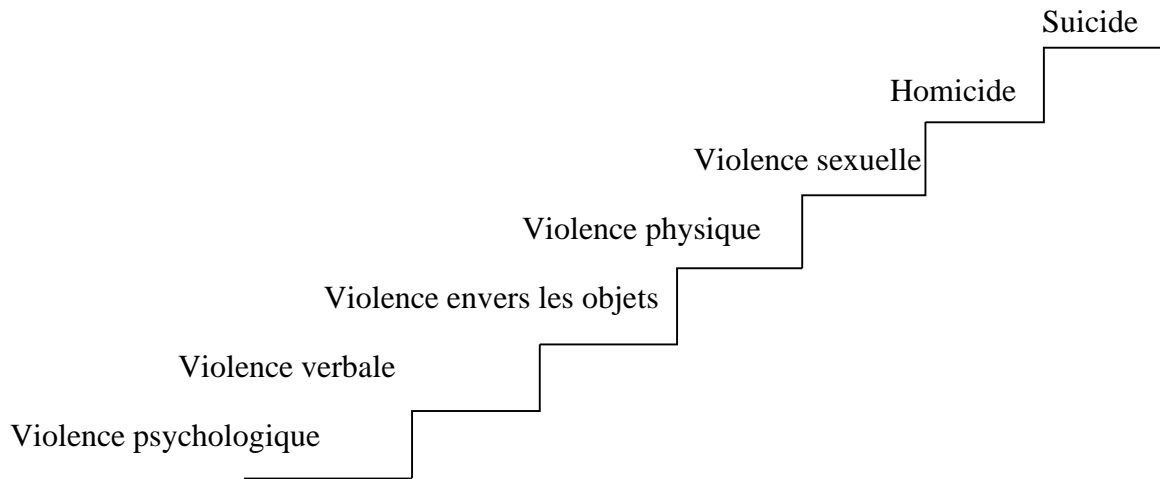 Suicide
Homicide
Violence sexuelle
Violence physique
Violence envers les objets
Violence verbale
Violence psychologique